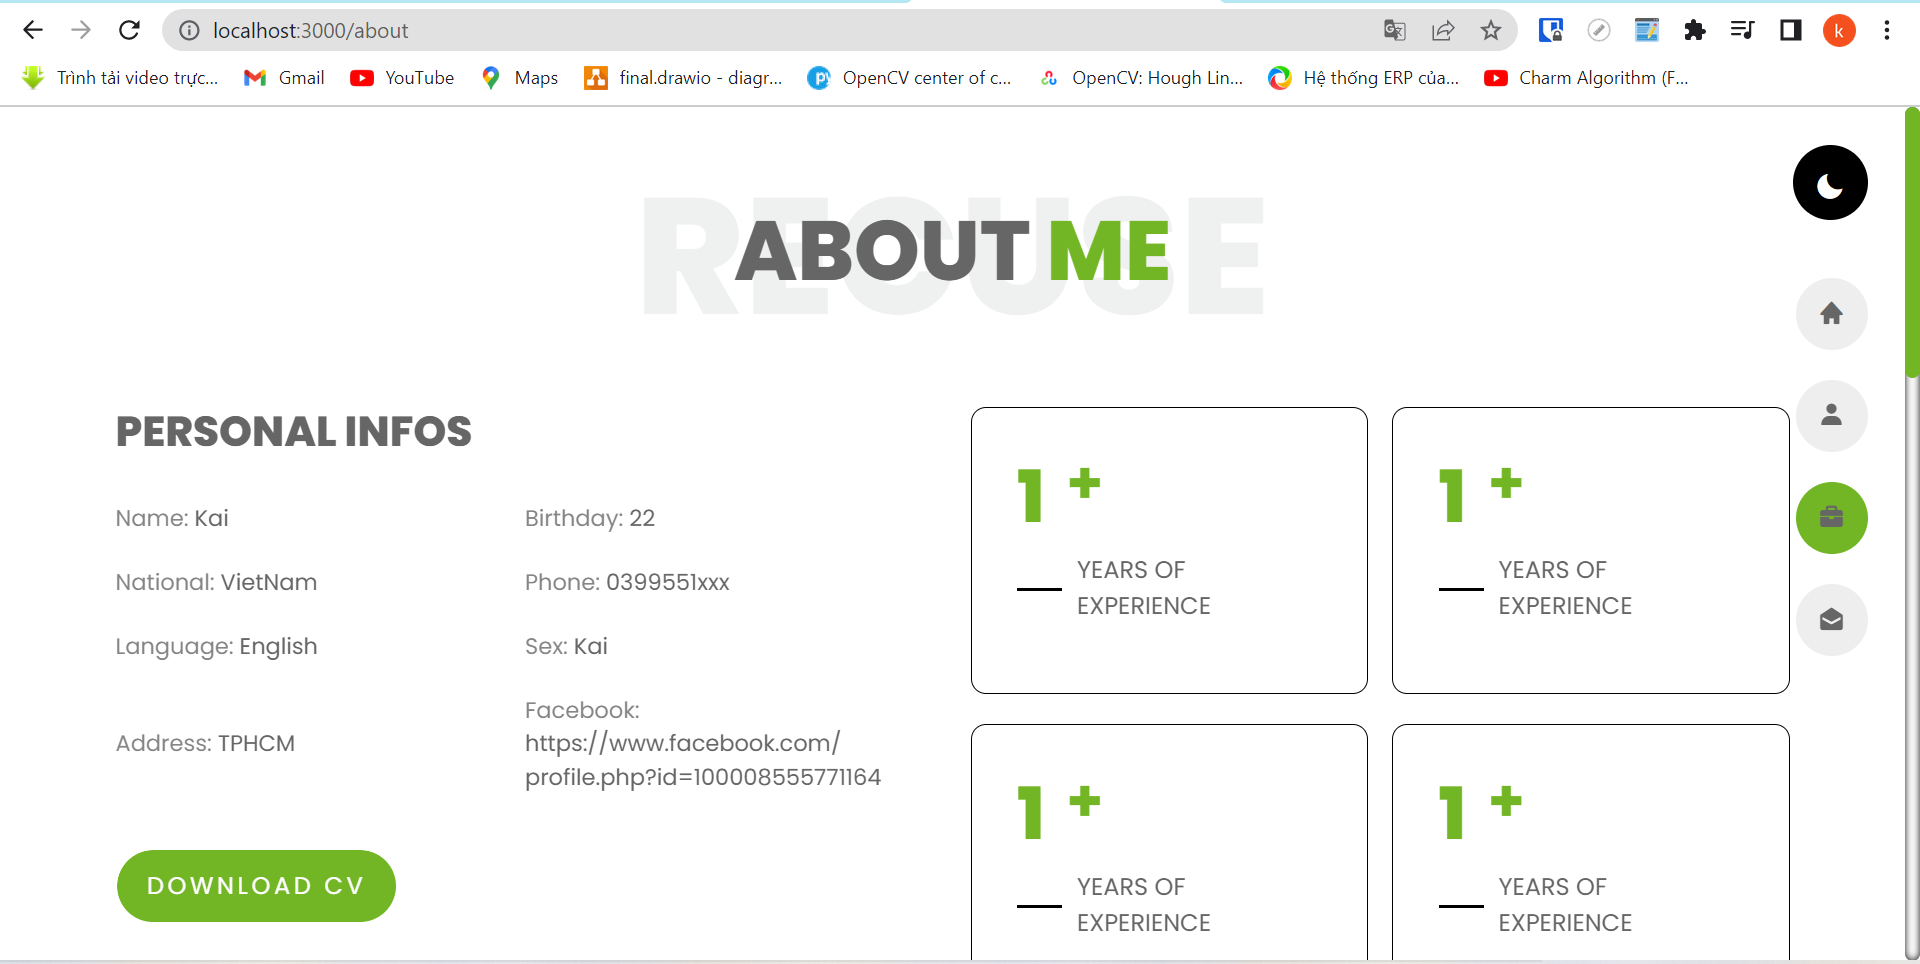 localhost:3000/about
k
Trình tải video trực...
Gmail
YouTube
Maps
final.drawio - diagr...
OpenCV center of c...
OpenCV: Hough Lin...
Hệ thống ERP của...
Charm Algorithm (F...
RECUSE
ABOUT ME
PERSONAL INFOS
Name: Kai
Birthday: 22
National: VietNam
Phone: 0399551xxx
Language: English
Sex: Kai
Address: TPHCM
Facebook:
https://www.facebook.com/
profile.php?id=100008555771164
DOWNLOAD CV
1 +
YEARS OF
EXPERIENCE
1 +
YEARS OF
EXPERIENCE
1 +
YEARS OF
EXPERIENCE
1 +
YEARS OF
EXPERIENCE